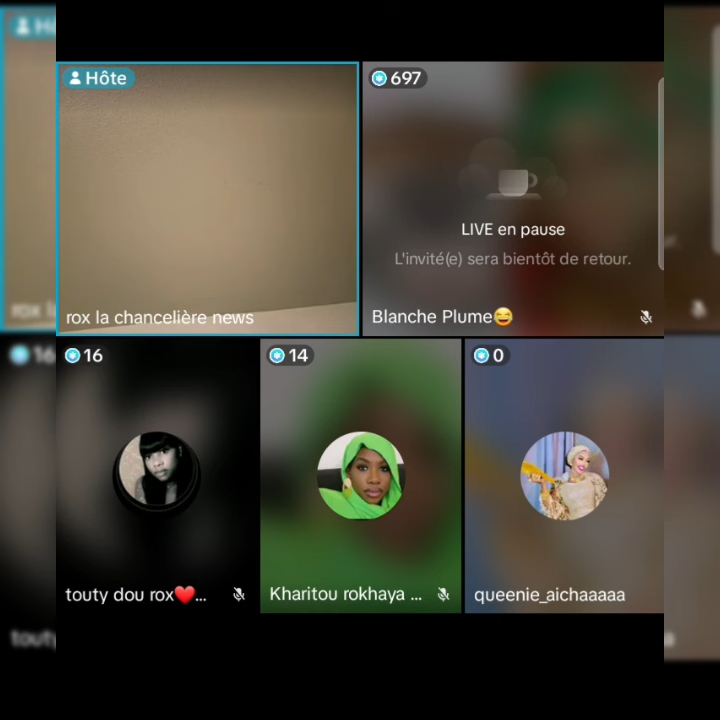 Hôte
697
LIVE en pause
L'invité(e) sera bientôt de retour.
rox la chancelière news
Blanche Plume😂
16
14
0
touty dou rox❤️...
Kharitou rokhaya ...
queenie_aichaaaaa